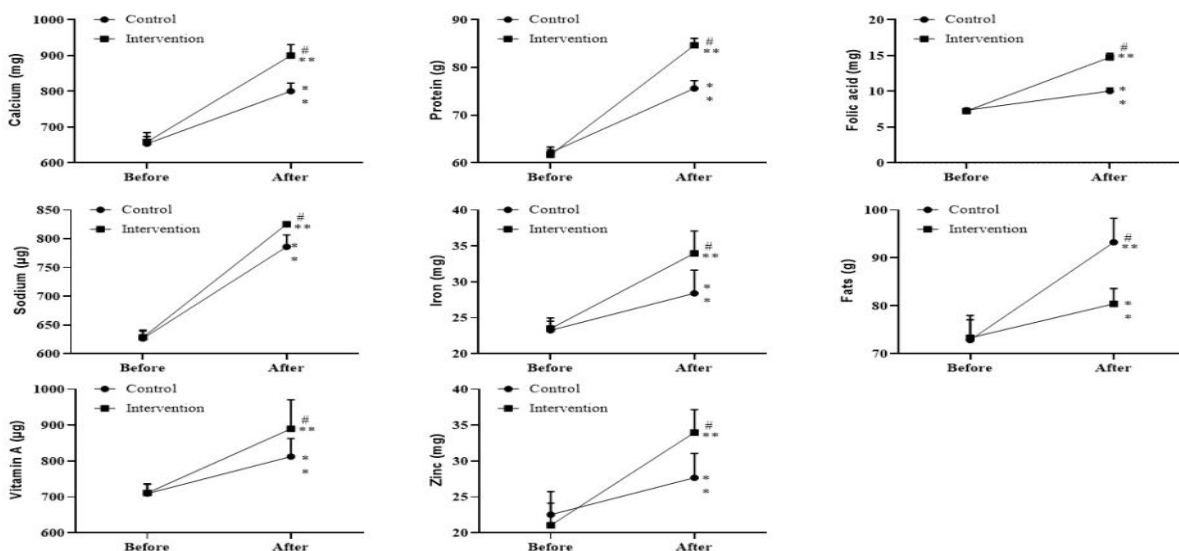 Calcium (mg)
1000
900
800
700
600
Control
Intervention
#
**
*
*
Before
After
Protein (g)
90
80
70
60
Control
Intervention
#
**
*
*
Before
After
Folic acid (mg)
20
15
10
5
0
Control
Intervention
#
**
*
*
Before
After
Sodium (µg)
850
800
750
700
650
600
Control
Intervention
#
**
*
*
Before
After
Iron (mg)
40
35
30
25
20
Control
Intervention
#
**
*
*
Before
After
Fats (g)
100
90
80
70
Control
Intervention
#
**
*
*
Before
After
Vitamin A (µg)
1000
900
800
700
600
Control
Intervention
#
**
*
*
Before
After
Zinc (mg)
40
35
30
25
20
Control
Intervention
#
**
*
*
Before
After